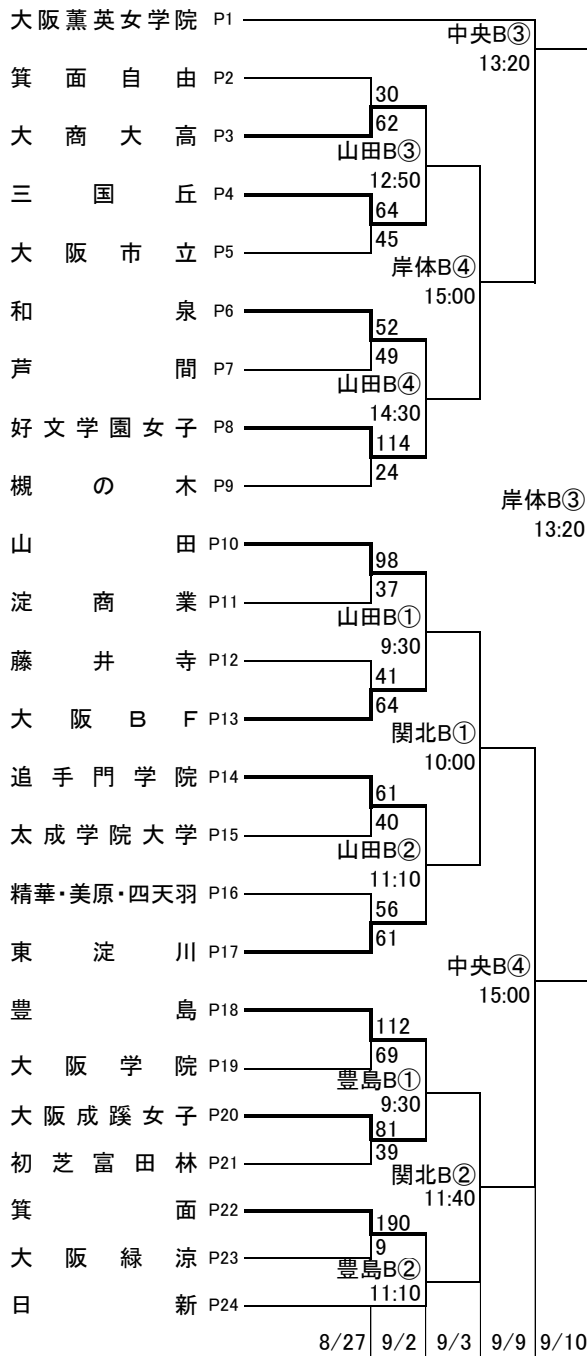 大阪薫英女学院 P1
中央B③
13:20
箕面自由 P2
30
大商大高 P3
62
山田B③
12:50
三国丘 P4
64
大阪市立 P5
45
岸体B④
15:00
和泉 P6
52
芦間 P7
49
山田B④
14:30
好文学園女子 P8
114
槻の木 P9
24
岸体B③
13:20
山田 P10
98
淀商業 P11
37
山田B①
9:30
藤井寺 P12
41
大阪BF P13
64
関北B①
10:00
追手門学院 P14
61
太成学院大学 P15
40
山田B②
11:10
精華・美原・四天羽 P16
56
東淀川 P17
61
中央B④
15:00
豊島 P18
112
大阪学院 P19
69
豊島B①
9:30
大阪成蹊女子 P20
81
初芝富田林 P21
39
関北B②
11:40
箕面 P22
190
大阪緑涼 P23
9
豊島B②
11:10
日新 P24
8/27 9/2 9/3 9/9 9/10